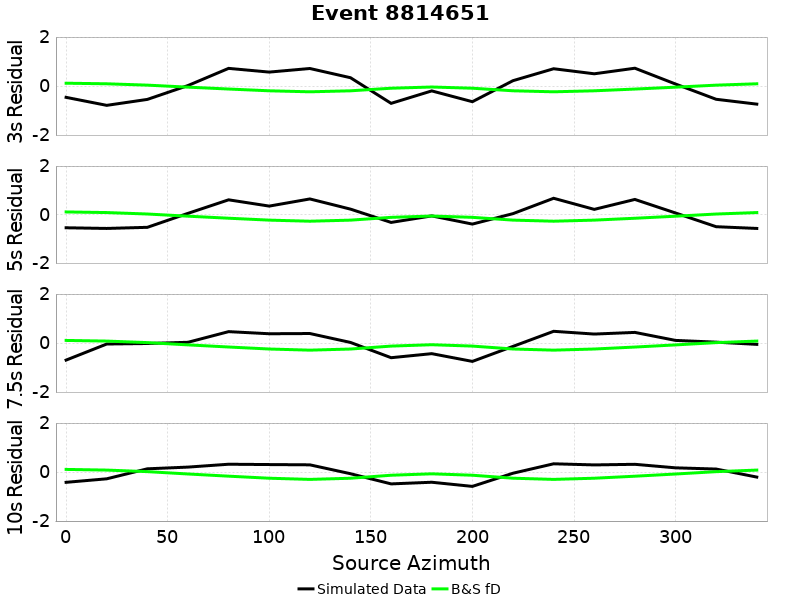 Event 8814651
3s Residual
2
0
-2
5s Residual
2
0
-2
7.5s Residual
2
0
-2
10s Residual
2
0
-2
0 50 100 150 200 250 300
Source Azimuth
Simulated Data B&S fD